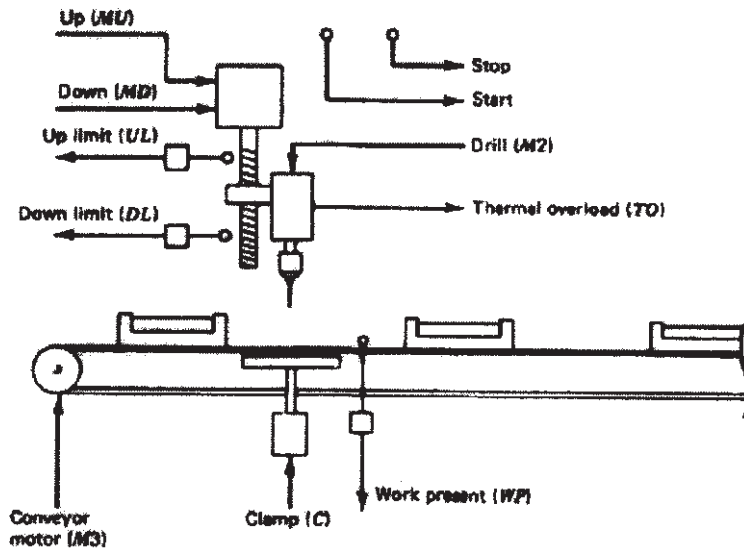 Up (MU)
Stop
Down (MD)
Start
Up limit (UL)
Drill (M2)
Down limit (DL)
Thermal overload (TO)
Work present (WP)
Conveyor
motor (M3)
Clamp (C)